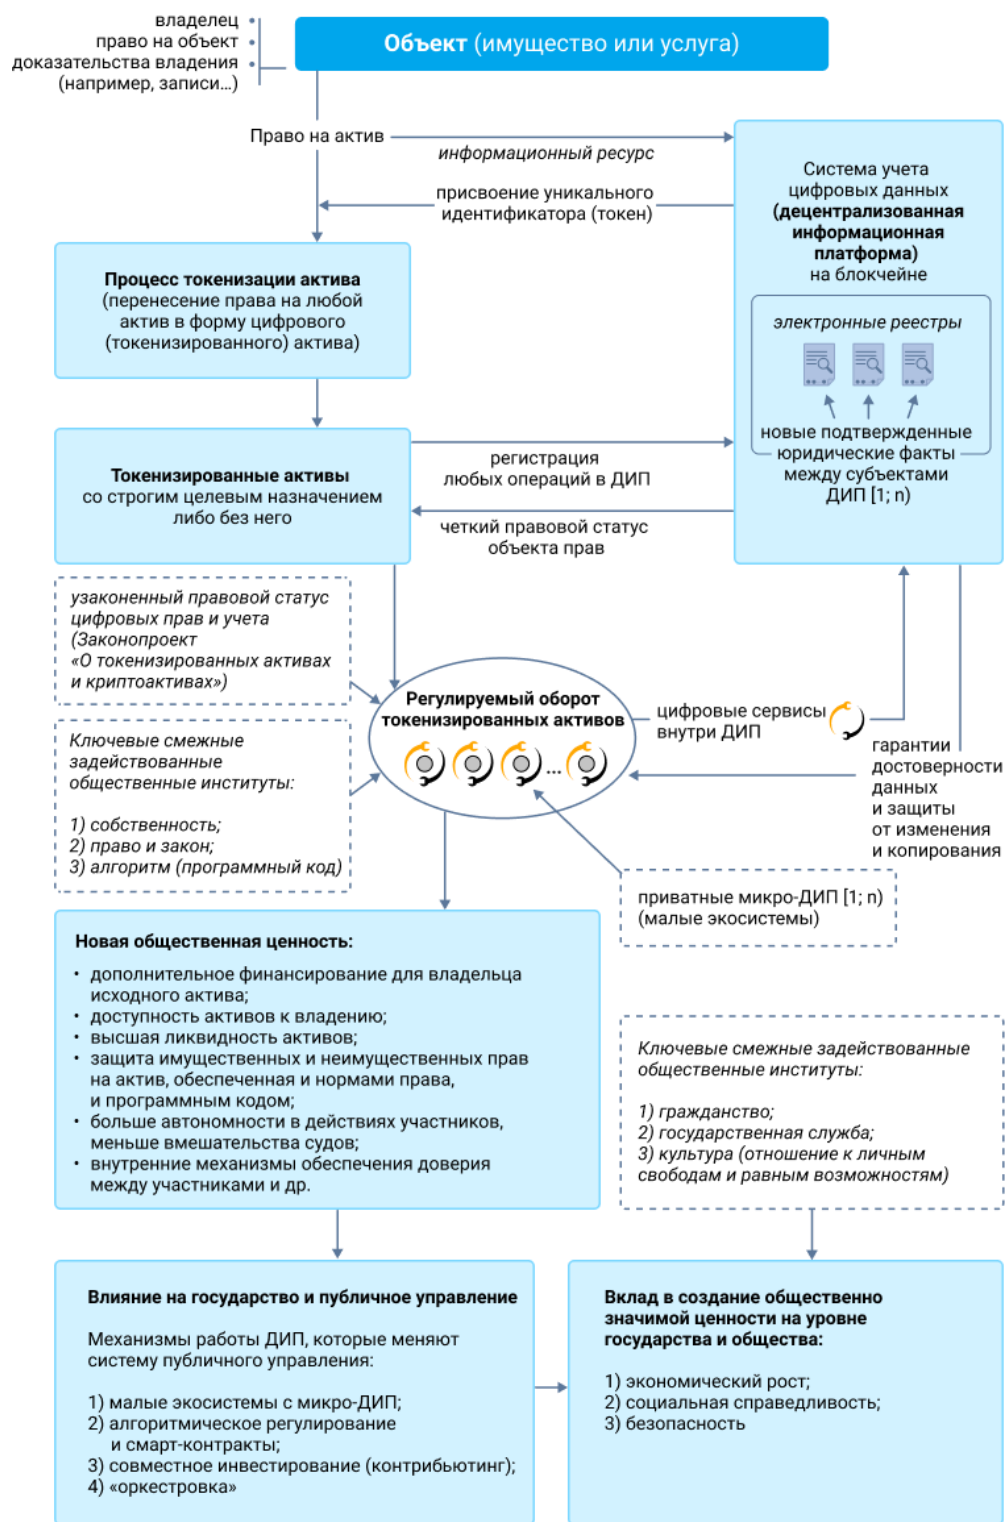 владелец •
право на объект •
доказательства владения •
(например, записи...)
Объект (имущество или услуга)
Право на актив
информационный ресурс
присвоение уникального
идентификатора (токен)
Система учета
цифровых данных
(децентрализованная
информационная
платформа)
на блокчейне
электронные реестры
новые подтвержденные
юридические факты
между субъектами
ДИП [1; n)
Процесс токенизации актива
(перенесение права на любой
актив в форму цифрового
(токенизированного) актива)
Токенизированные активы
со строгим целевым назначением
либо без него
регистрация
любых операций в ДИП
четкий правовой статус
объекта прав
узаконенный правовой статус
цифровых прав и учета
(Законопроект
«О токенизированных активах
и криптоактивах»)
Ключевые смежные
задействованные
общественные институты:
1) собственность;
2) право и закон;
3) алгоритм (программный код)
Регулируемый оборот
токенизированных активов
...
цифровые сервисы
внутри ДИП
гарантии
достоверности
данных
и защиты
от изменения
и копирования
приватные микро-ДИП [1; n)
(малые экосистемы)
Новая общественная ценность:
• дополнительное финансирование для владельца
исходного актива;
• доступность активов к владению;
• высшая ликвидность активов;
• защита имущественных и неимущественных прав
на актив, обеспеченная и нормами права,
и программным кодом;
• больше автономности в действиях участников,
меньше вмешательства судов;
• внутренние механизмы обеспечения доверия
между участниками и др.
Ключевые смежные задействованные
общественные институты:
1) гражданство;
2) государственная служба;
3) культура (отношение к личным
свободам и равным возможностям)
Влияние на государство и публичное управление
Механизмы работы ДИП, которые меняют
систему публичного управления:
1) малые экосистемы с микро-ДИП;
2) алгоритмическое регулирование
и смарт-контракты;
3) совместное инвестирование (контрибьютинг);
4) «оркестровка»
Вклад в создание общественно
значимой ценности на уровне
государства и общества:
1) экономический рост;
2) социальная справедливость;
3) безопасность